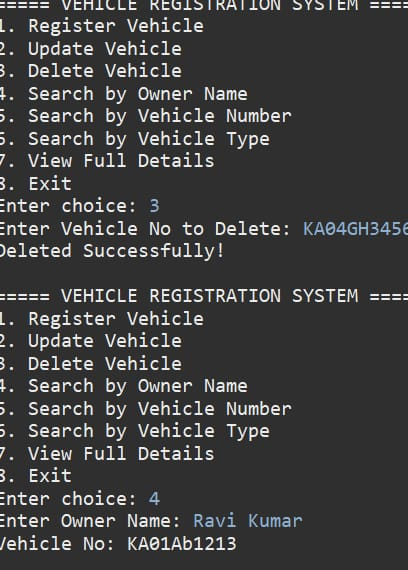 ===== VEHICLE REGISTRATION SYSTEM ====
1. Register Vehicle
2. Update Vehicle
3. Delete Vehicle
4. Search by Owner Name
5. Search by Vehicle Number
6. Search by Vehicle Type
7. View Full Details
8. Exit
Enter choice: 3
Enter Vehicle No to Delete: KA04GH3456
Deleted Successfully!
===== VEHICLE REGISTRATION SYSTEM ====
1. Register Vehicle
2. Update Vehicle
3. Delete Vehicle
4. Search by Owner Name
5. Search by Vehicle Number
6. Search by Vehicle Type
7. View Full Details
8. Exit
Enter choice: 4
Enter Owner Name: Ravi Kumar
Vehicle No: KA01Ab1213